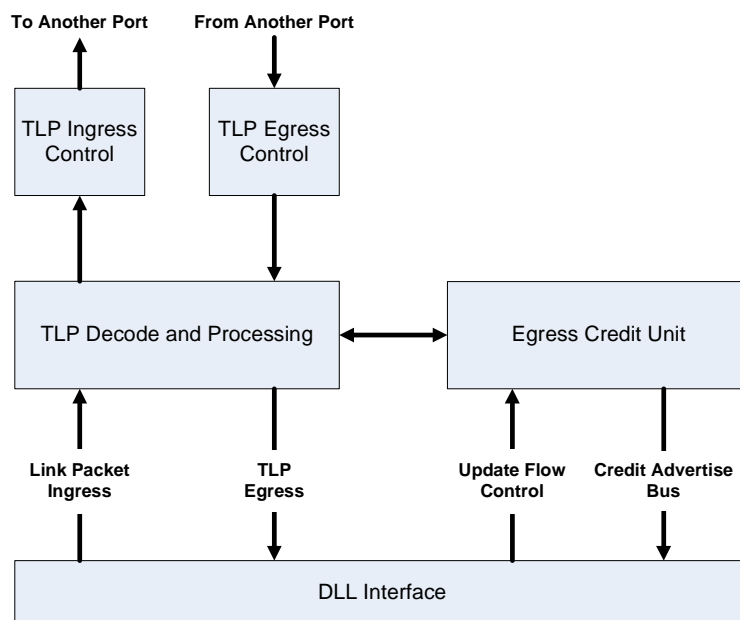 To Another Port
From Another Port
TLP Ingress
Control
TLP Egress
Control
TLP Decode and Processing
Egress Credit Unit
Link Packet
Ingress
TLP
Egress
Update Flow
Control
Credit Advertise
Bus
DLL Interface